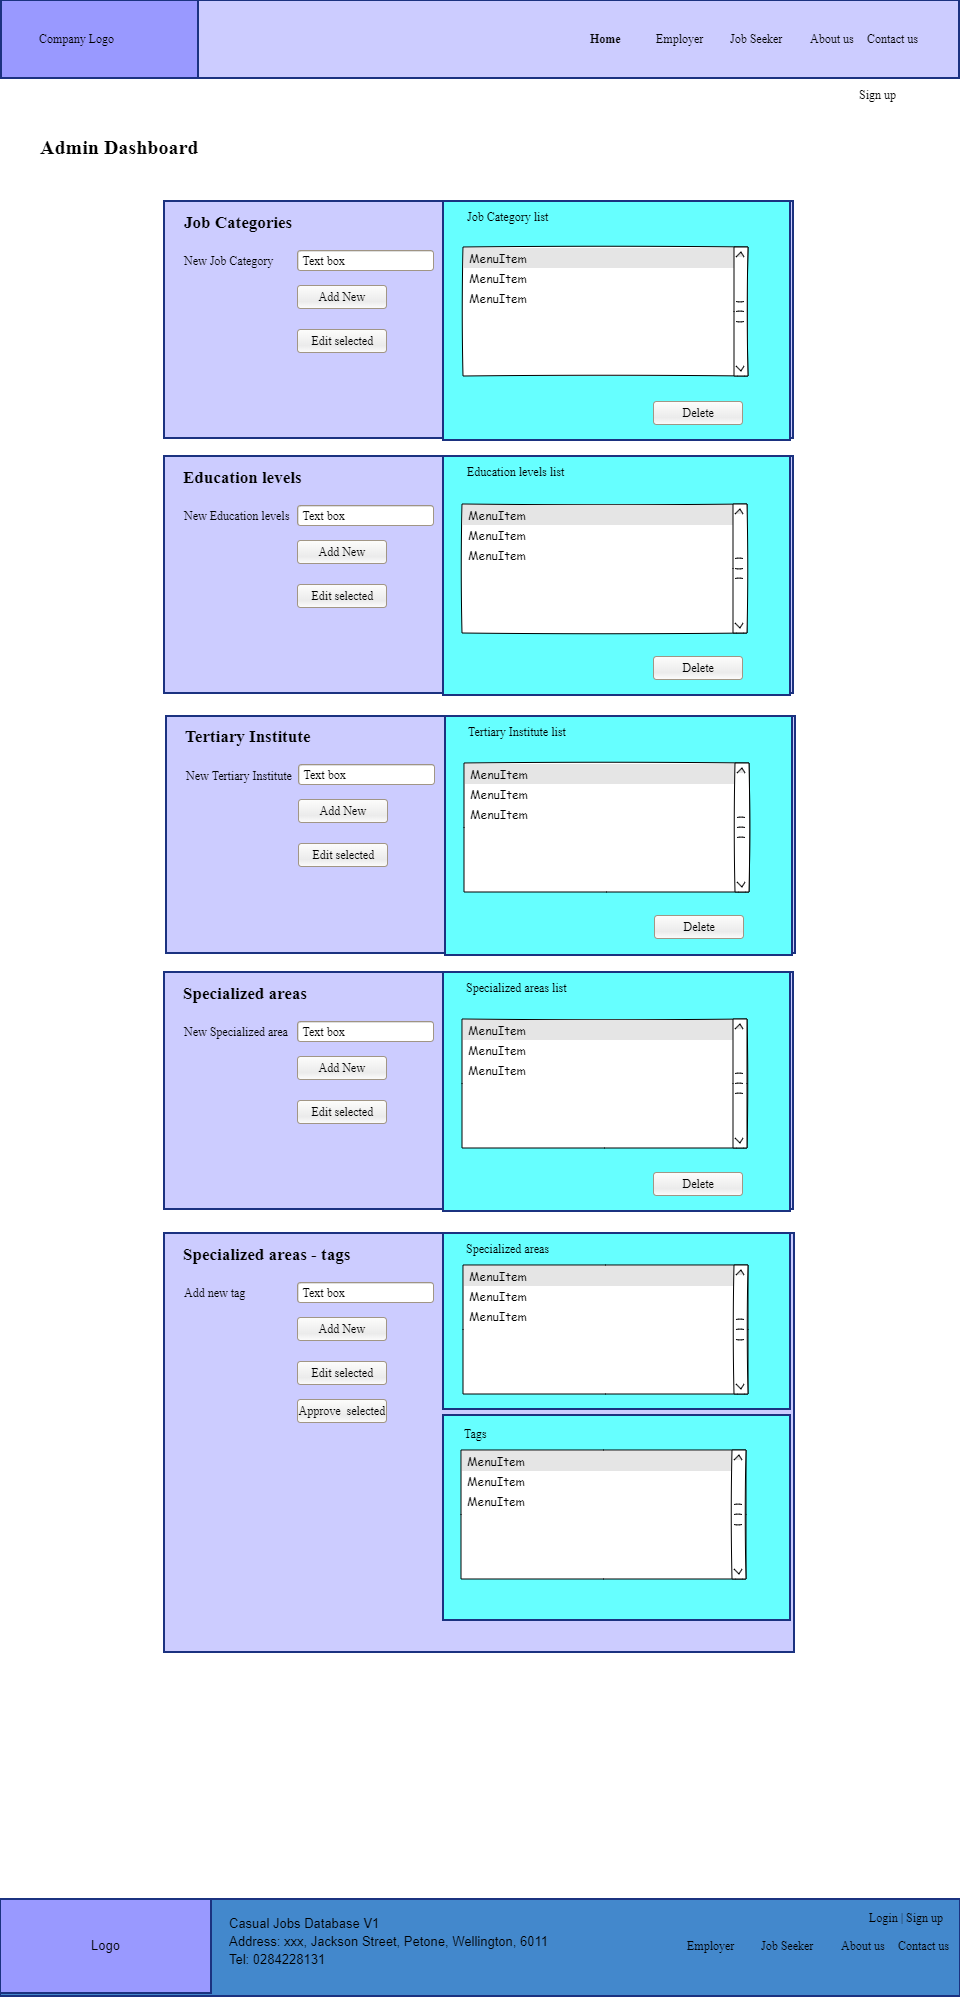 Company Logo
Home Employer Job Seeker About us Contact us
Sign up
Admin Dashboard
Job Categories
New Job Category Text box
Add New
Edit selected
Job Category list
MenuItem
MenuItem
MenuItem
Delete
Education levels
New Education levels Text box
Add New
Edit selected
Education levels list
MenuItem
MenuItem
MenuItem
Delete
Tertiary Institute
New Tertiary Institute Text box
Add New
Edit selected
Tertiary Institute list
MenuItem
MenuItem
MenuItem
Delete
Specialized areas
New Specialized area Text box
Add New
Edit selected
Specialized areas list
MenuItem
MenuItem
MenuItem
Delete
Specialized areas - tags
Add new tag Text box
Add New
Edit selected
Approve selected
Specialized areas
MenuItem
MenuItem
MenuItem
Tags
MenuItem
MenuItem
MenuItem
Logo
Casual Jobs Database V1
Address: xxx, Jackson Street, Petone, Wellington, 6011
Tel: 0284228131
Login | Sign up
Employer Job Seeker About us Contact us